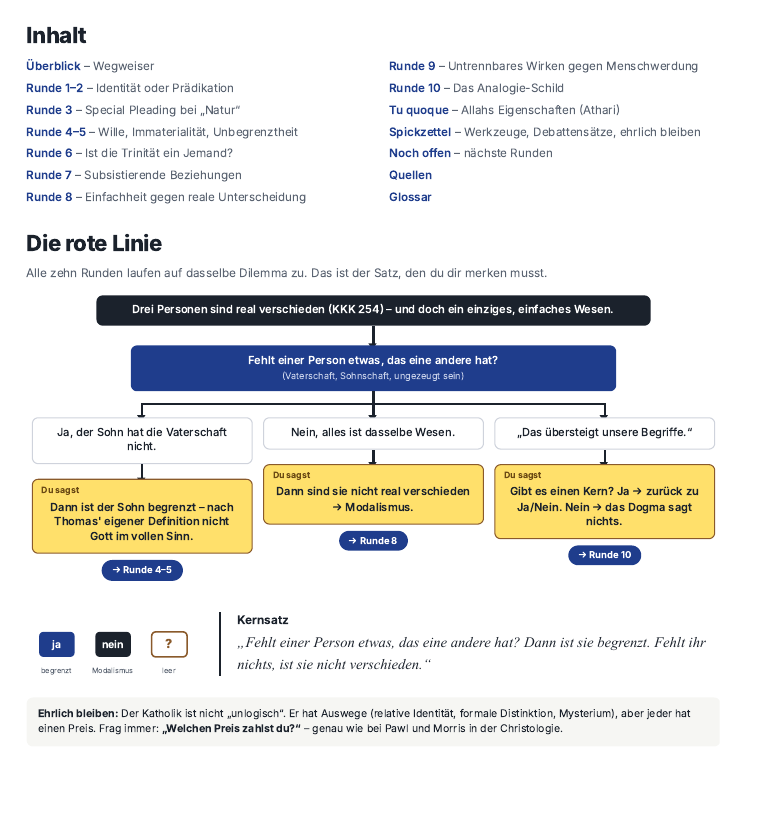 Inhalt
Überblick – Wegweiser
Runde 1–2 – Identität oder Prädikation
Runde 3 – Special Pleading bei „Natur“
Runde 4–5 – Wille, Immaterialität, Unbegrenztheit
Runde 6 – Ist die Trinität ein Jemand?
Runde 7 – Subsistierende Beziehungen
Runde 8 – Einfachheit gegen reale Unterscheidung
Runde 9 – Untrennbares Wirken gegen Menschwerdung
Runde 10 – Das Analogie-Schild
Tu quoque – Allahs Eigenschaften (Athari)
Spickzettel – Werkzeuge, Debattensätze, ehrlich bleiben
Noch offen – nächste Runden
Quellen
Glossar
Die rote Linie
Alle zehn Runden laufen auf dasselbe Dilemma zu. Das ist der Satz, den du dir merken musst.
Drei Personen sind real verschieden (KKK 254) – und doch ein einziges, einfaches Wesen.
Fehlt einer Person etwas, das eine andere hat?
(Vaterschaft, Sohnschaft, ungezeugt sein)
Ja, der Sohn hat die Vaterschaft
nicht.
Du sagst
Dann ist der Sohn begrenzt – nach
Thomas' eigener Definition nicht
Gott im vollen Sinn.
→ Runde 4–5
Nein, alles ist dasselbe Wesen.
Du sagst
Dann sind sie nicht real verschieden
→ Modalismus.
→ Runde 8
„Das übersteigt unsere Begriffe.“
Du sagst
Gibt es einen Kern? Ja → zurück zu
Ja/Nein. Nein → das Dogma sagt
nichts.
→ Runde 10
ja
begrenzt
nein
Modalismus
?
leer
Kernsatz
„Fehlt einer Person etwas, das eine andere hat? Dann ist sie begrenzt. Fehlt ihr
nichts, ist sie nicht verschieden.“
Ehrlich bleiben: Der Katholik ist nicht „unlogisch“. Er hat Auswege (relative Identität, formale Distinktion, Mysterium), aber jeder hat
einen Preis. Frag immer: „Welchen Preis zahlst du?“ – genau wie bei Pawl und Morris in der Christologie.